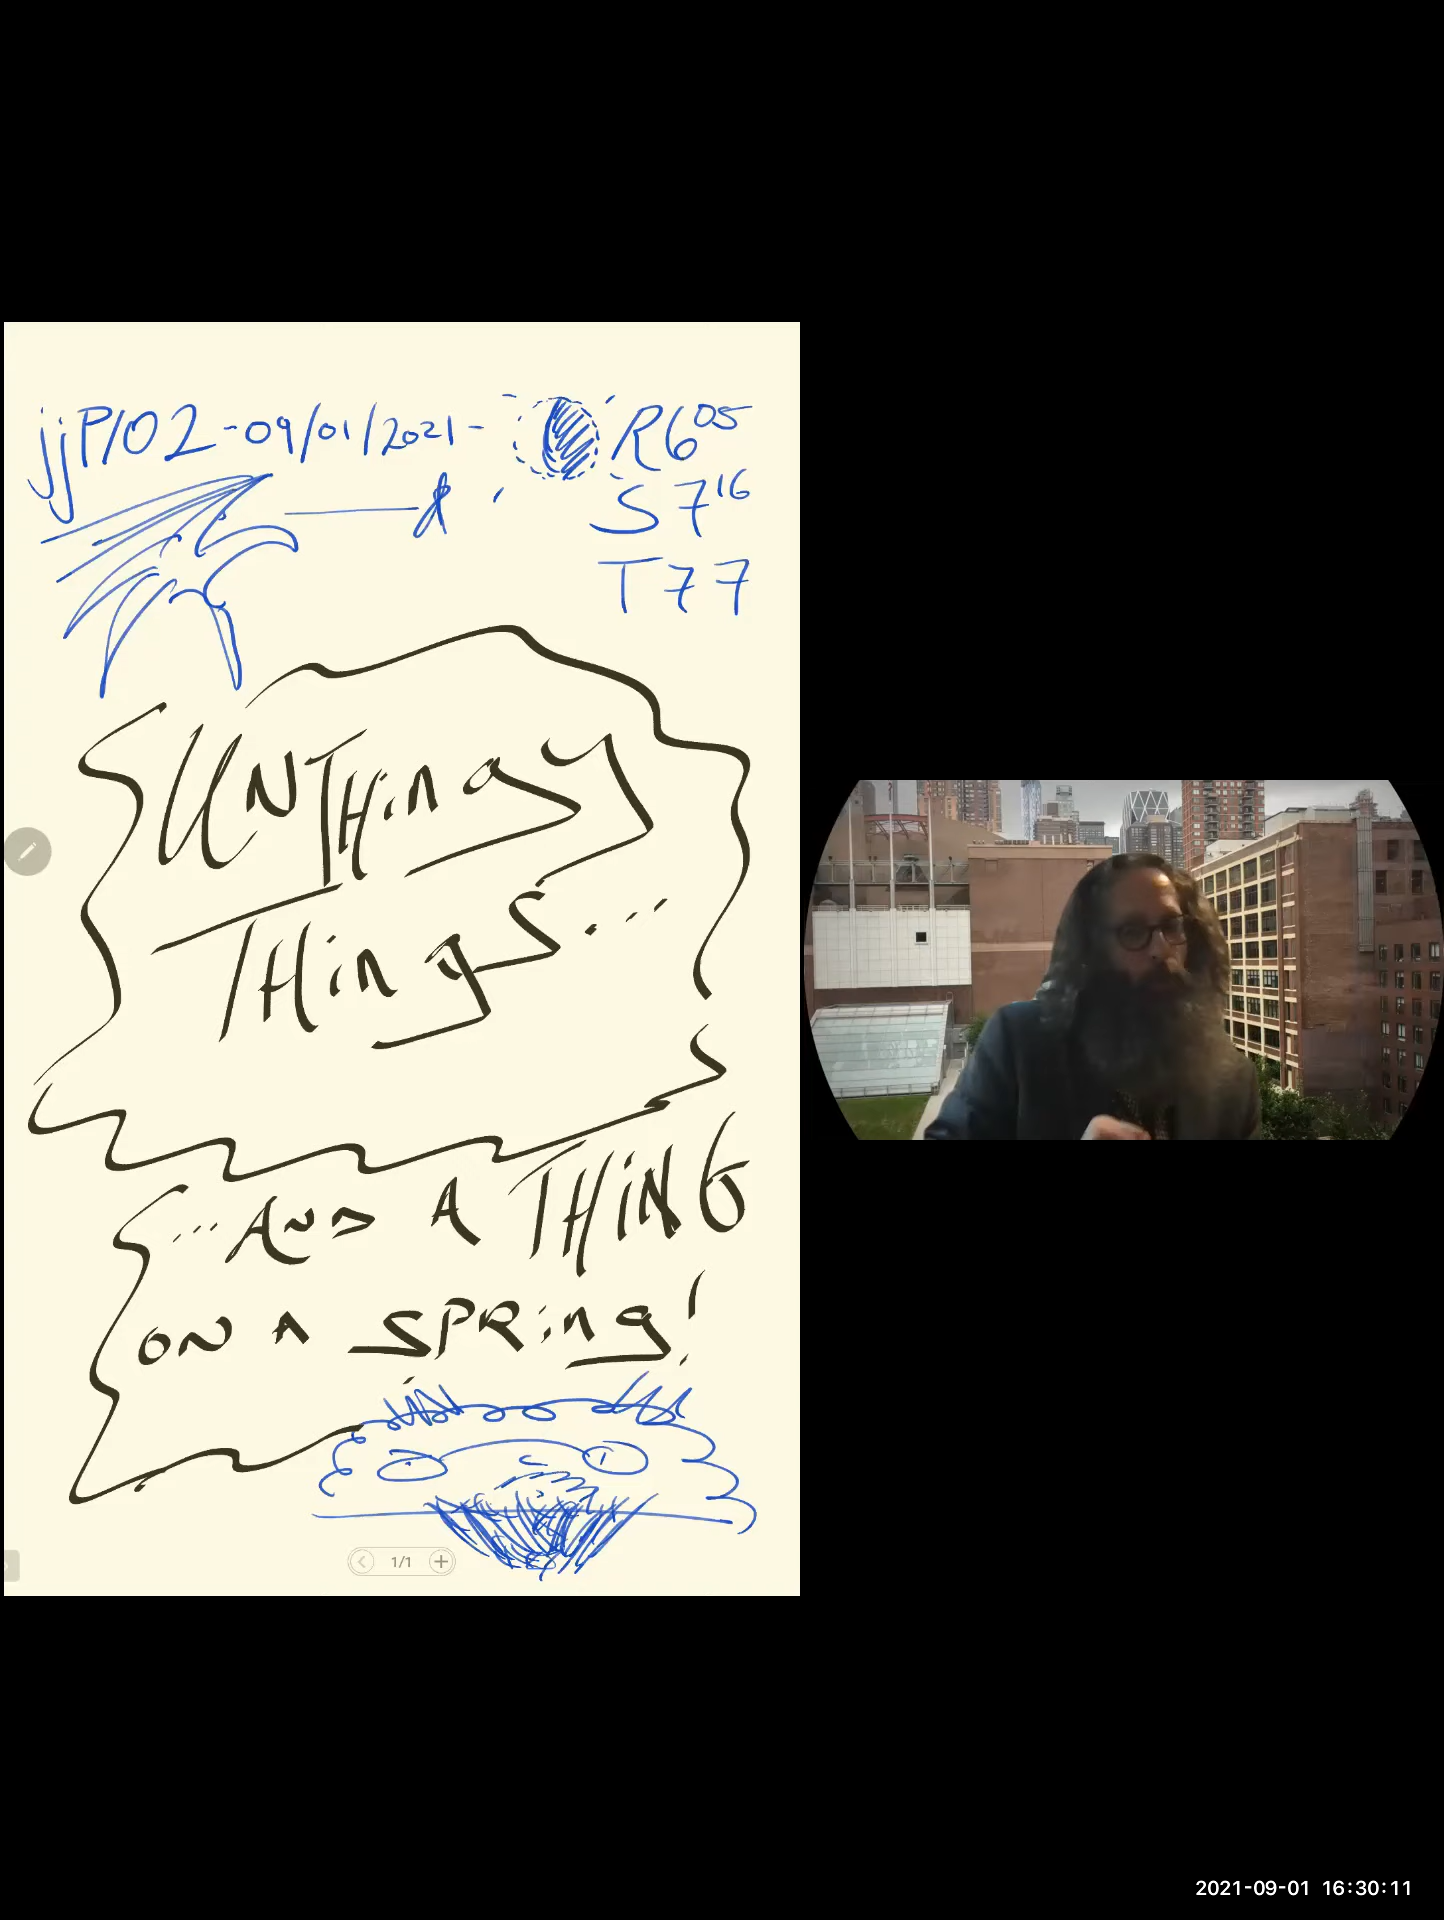 jjP102-09/01/2021-
R6⁰⁵
S7¹⁶
T77
UNTHingy
THings...
...AND A THING
ON A SPRing!
1/1
2021-09-01 16:30:11